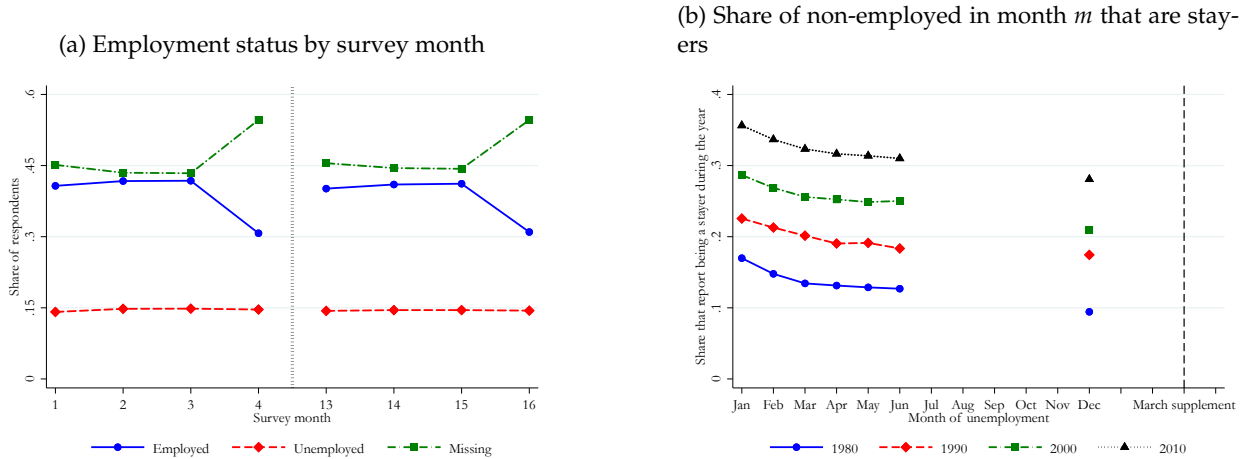 (a) Employment status by survey month
(b) Share of non-employed in month m that are stay-
ers
Share of respondents
.6
.45
.3
.15
0
1 2 3 4 13 14 15 16
Survey month
Employed Unemployed Missing
Share that report being a stayer during the year
.4
.3
.2
.1
0
Jan Feb Mar Apr May Jun Jul Aug Sep Oct Nov Dec March supplement
Month of unemployment
1980 1990 2000 2010